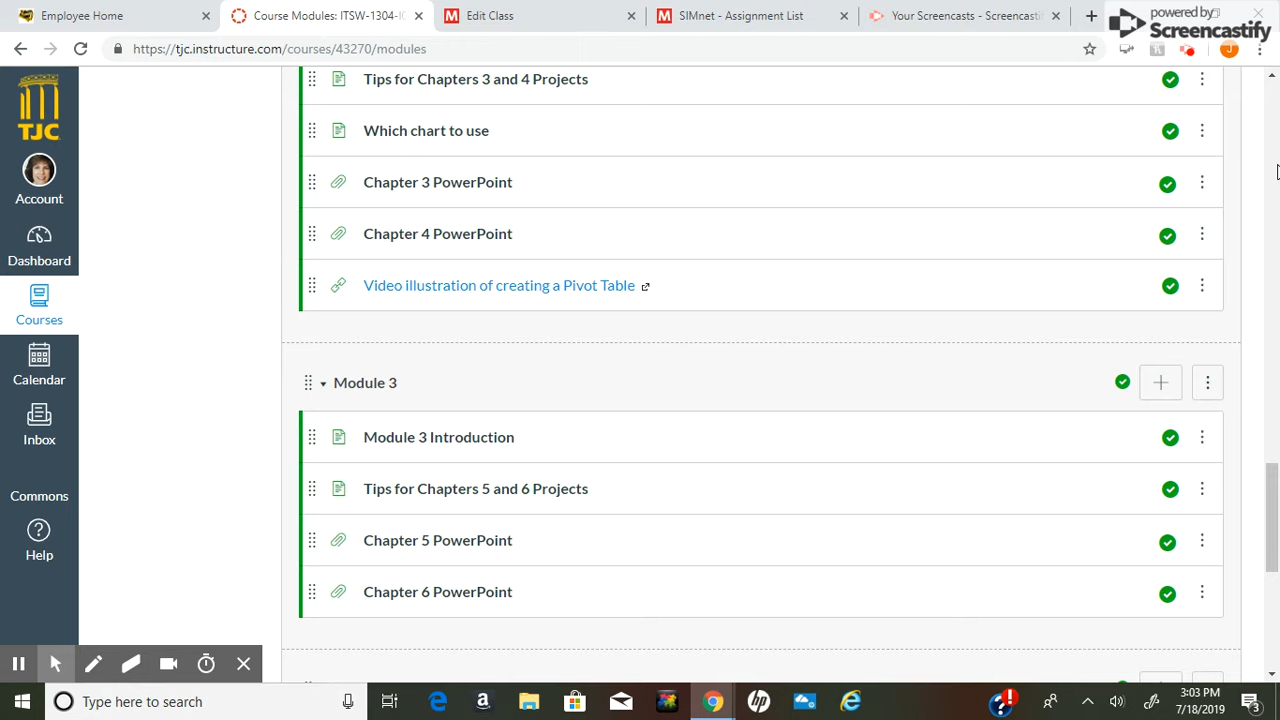 Employee Home
Course Modules: ITSW-1304-I
Edit Class
SIMnet - Assignment List
Your Screencasts - Screencasti
powered by
Screencastify
https://tjc.instructure.com/courses/43270/modules
J
TJC
Account
Dashboard
Courses
Calendar
Inbox
Commons
Help
Tips for Chapters 3 and 4 Projects
Which chart to use
Chapter 3 PowerPoint
Chapter 4 PowerPoint
Video illustration of creating a Pivot Table
Module 3
Module 3 Introduction
Tips for Chapters 5 and 6 Projects
Chapter 5 PowerPoint
Chapter 6 PowerPoint
Type here to search
3:03 PM
7/18/2019
3